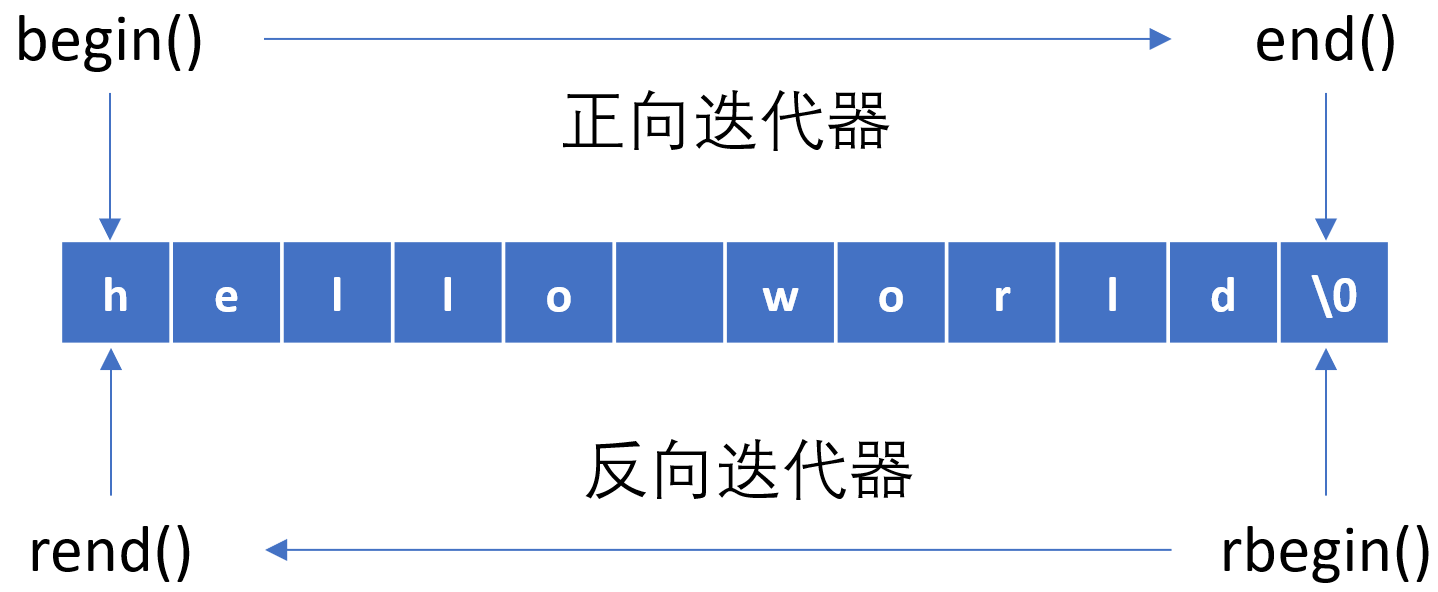 begin() end()
正向迭代器
h e l l o w o r l d \0
反向迭代器
rend() rbegin()